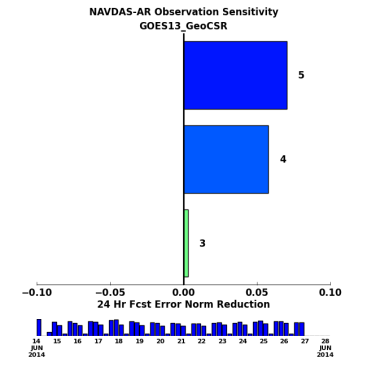 NAVDAS-AR Observation Sensitivity
GOES13_GeoCSR
5
4
3
−0.10 −0.05 0.00 0.05 0.10
24 Hr Fcst Error Norm Reduction
14 15 16 17 18 19 20 21 22 23 24 25 26 27 28
JUN JUN
2014 2014